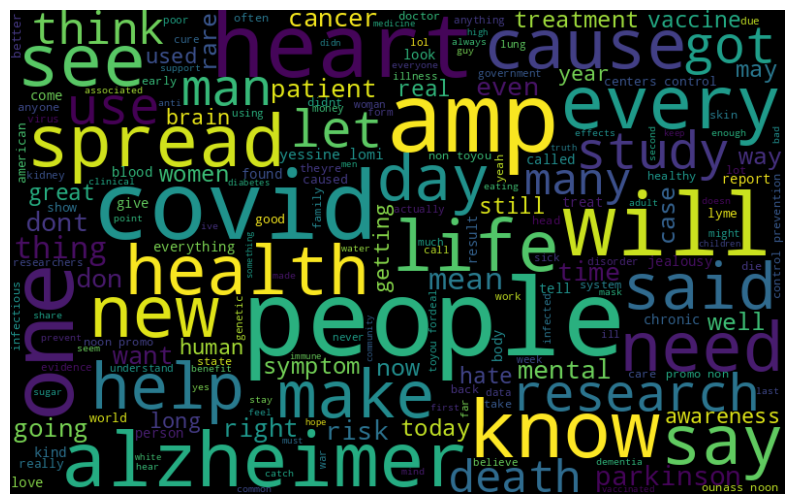 better poor often doctor anything due
think cancer treatment vaccine
cure rare medicine high always guy
heart cause got
see used didn lol look lung
support everyone illness government year may
associated man patient real even centers control
come early didnt woman money form every
anyone virus anti using brain yeah skin
use let amp effects second keep enough truth bad
american spread yessine lomi non toyou called study way
kidney blood women theyre caused men found many healthy report
clinical diabetes eating
great show give covid day still treat case lyme might
dont point ive good family actually head adult doesn lot
researchers everything water much call result sick disorder children
thing don life will control prevention
health getting mean time jealousy die
infectious share something made tell system mask
one new people work said
prevent noon promo genetic toyou fordeal infected chronic well
seem want human state never community body ill need
evidence understand benefit immune week mental
symptom now care promo non last
sugar yes stay back data hate
help make first far take research
world feel hope
going long person right risk today know awareness
kind really white hear must war mind believe say
love alzheimer catch common death dementia parkinson
vaccinated ounass noon